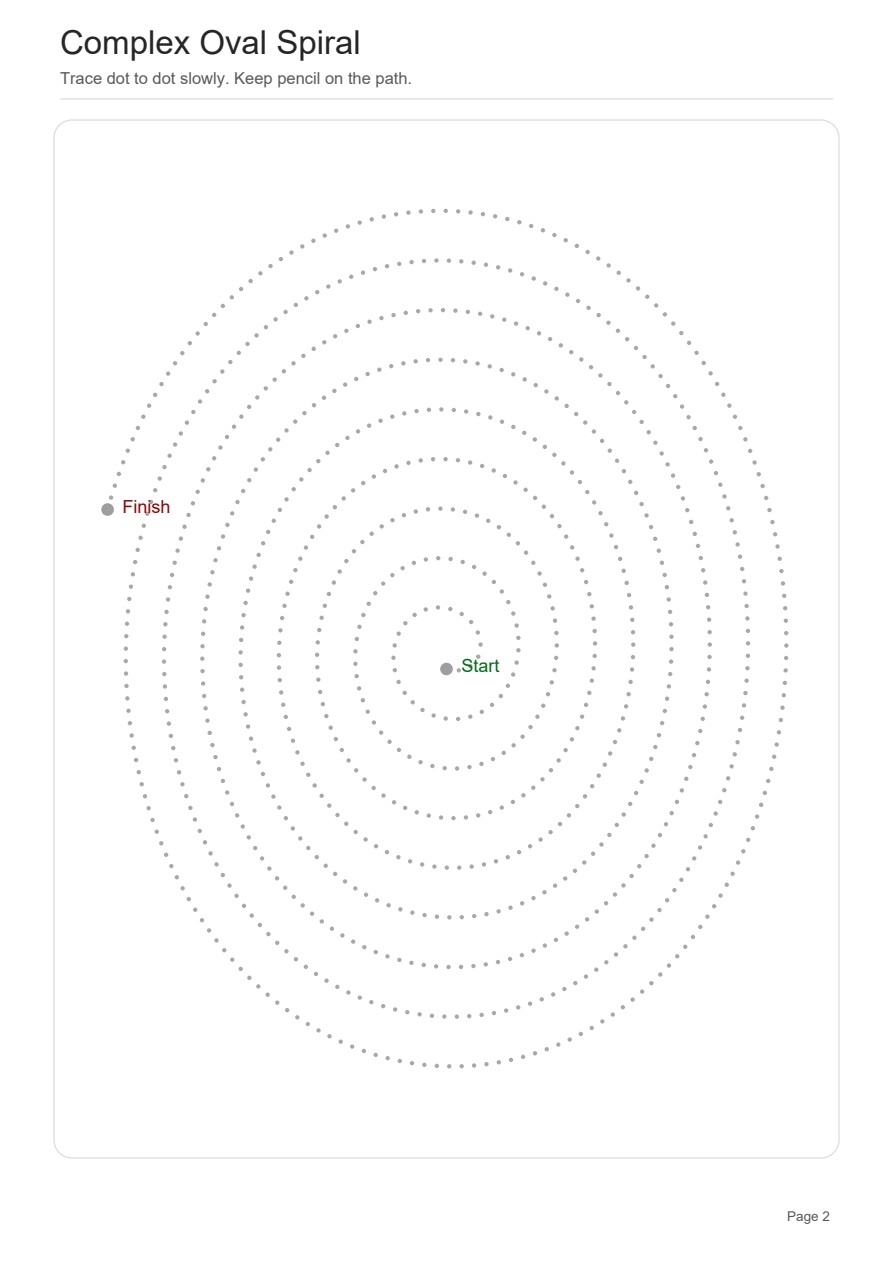 Complex Oval Spiral
Trace dot to dot slowly. Keep pencil on the path.
Finish
Start
Page 2